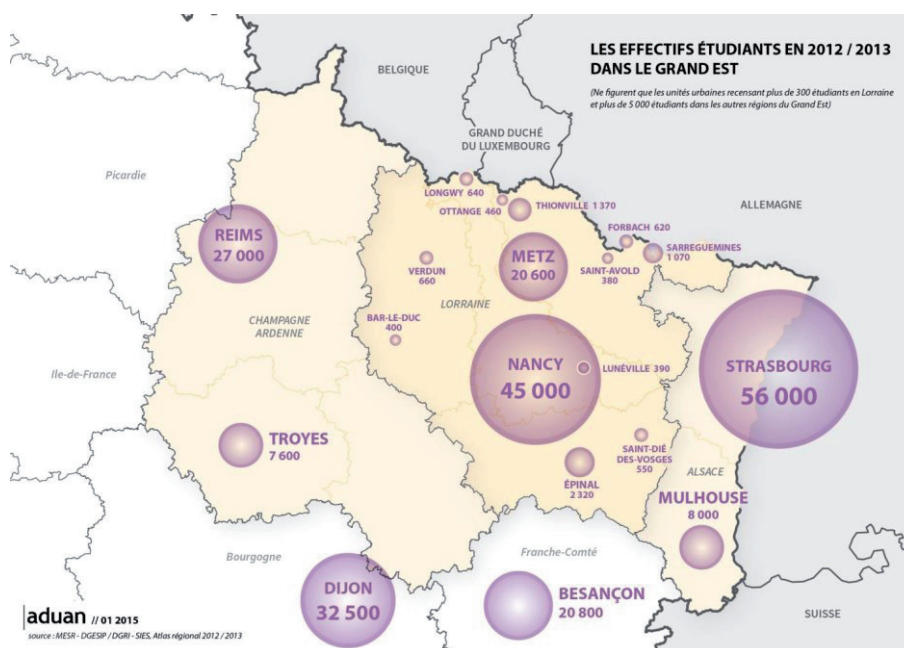 LES EFFECTIFS ÉTUDIANTS EN 2012 / 2013
DANS LE GRAND EST
(Ne figurent que les unités urbaines recensant plus de 300 étudiants en Lorraine
et plus de 5 000 étudiants dans les autres régions du Grand Est)
BELGIQUE
GRAND DUCHÉ
DU LUXEMBOURG
Picardie
ALLEMAGNE
LONGWY 640
OTTANGE 460
THIONVILLE 1 370
FORBACH 620
SARREGUEMINES
1 070
REIMS
27 000
METZ
20 600
VERDUN
660
SAINT-AVOLD
380
LORRAINE
BAR-LE-DUC
400
CHAMPAGNE
ARDENNE
NANCY
45 000
LUNÉVILLE 390
STRASBOURG
56 000
Ile-de-France
TROYES
7 600
SAINT-DIÉ
DES-VOSGES
550
ÉPINAL
2 320
ALSACE
MULHOUSE
8 000
Bourgogne
Franche-Comté
DIJON
32 500
BESANÇON
20 800
SUISSE
aduan // 01 2015
source : MESR - DGESIP / DGRI - SIES, Atlas régional 2012 / 2013